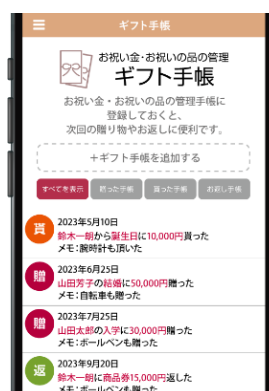 ギフト手帳
お祝い金・お祝いの品の管理
ギフト手帳
お祝い金・お祝いの品の管理手帳に
登録しておくと、
次回の贈り物やお返しに便利です。
+ギフト手帳を追加する
すべてを表示 贈った手帳 貰った手帳 お返し手帳
貰
2023年5月10日
鈴木一朗から誕生日に10,000円貰った
メモ:腕時計も頂いた
贈
2023年6月25日
山田芳子の結婚に50,000円贈った
メモ:自転車も贈った
贈
2023年7月25日
山田太郎の入学に30,000円贈った
メモ:ボールペンも贈った
返
2023年9月20日
鈴木一朗に商品券15,000円返した
メモ:ボールペンも贈った